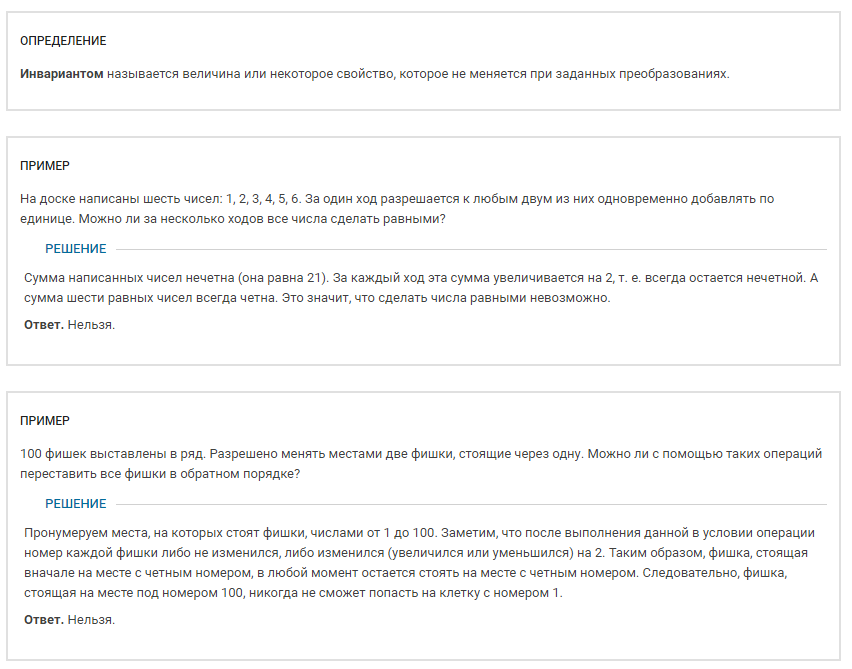 ОПРЕДЕЛЕНИЕ
Инвариантом называется величина или некоторое свойство, которое не меняется при заданных преобразованиях.
ПРИМЕР
На доске написаны шесть чисел: 1, 2, 3, 4, 5, 6. За один ход разрешается к любым двум из них одновременно добавлять по
единице. Можно ли за несколько ходов все числа сделать равными?
РЕШЕНИЕ
Сумма написанных чисел нечетна (она равна 21). За каждый ход эта сумма увеличивается на 2, т. е. всегда остается нечетной. А
сумма шести равных чисел всегда четна. Это значит, что сделать числа равными невозможно.
Ответ. Нельзя.
ПРИМЕР
100 фишек выставлены в ряд. Разрешено менять местами две фишки, стоящие через одну. Можно ли с помощью таких операций
переставить все фишки в обратном порядке?
РЕШЕНИЕ
Пронумеруем места, на которых стоят фишки, числами от 1 до 100. Заметим, что после выполнения данной в условии операции
номер каждой фишки либо не изменился, либо изменился (увеличился или уменьшился) на 2. Таким образом, фишка, стоящая
вначале на месте с четным номером, в любой момент остается стоять на месте с четным номером. Следовательно, фишка,
стоящая на месте под номером 100, никогда не сможет попасть на клетку с номером 1.
Ответ. Нельзя.